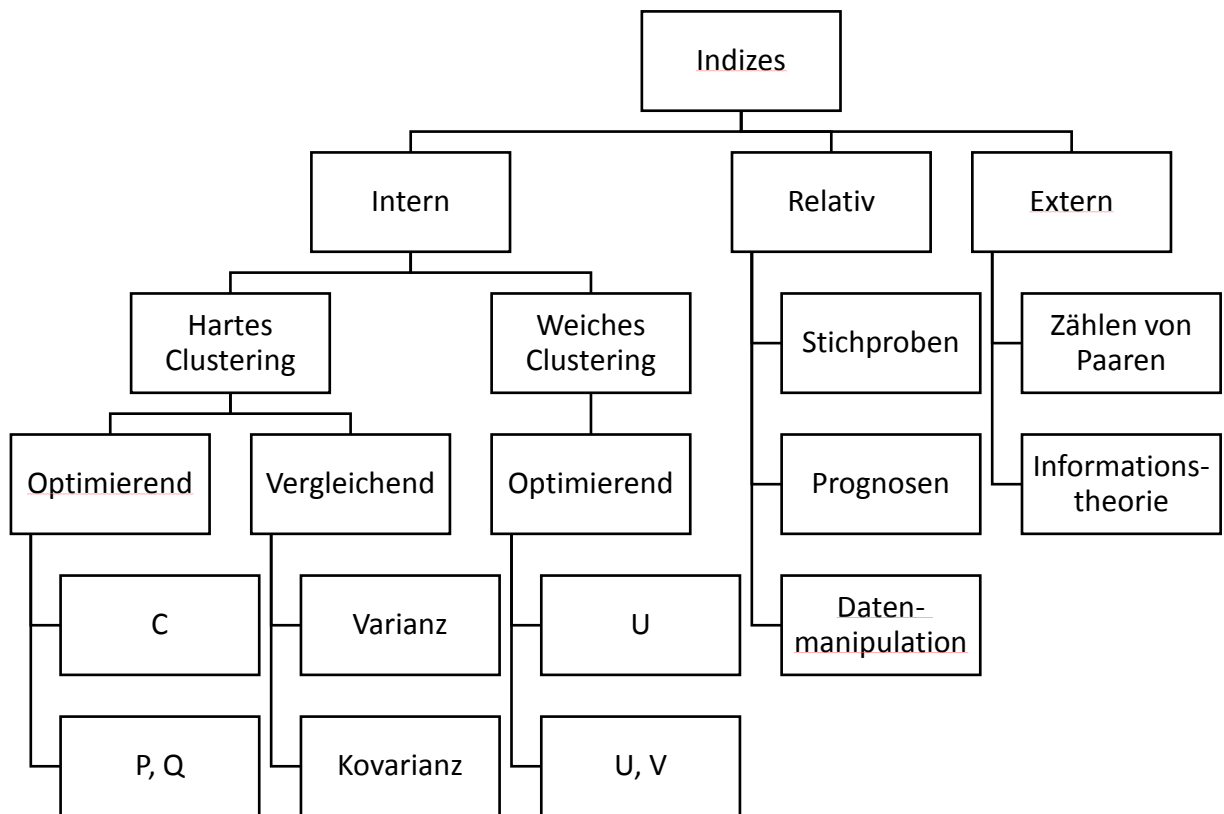 Indizes
Intern
Relativ
Extern
Hartes
Clustering
Weiches
Clustering
Stichproben
Zählen von
Paaren
Optimierend
Vergleichend
Optimierend
Prognosen
Informations-
theorie
C
Varianz
U
Daten-
manipulation
P, Q
Kovarianz
U, V